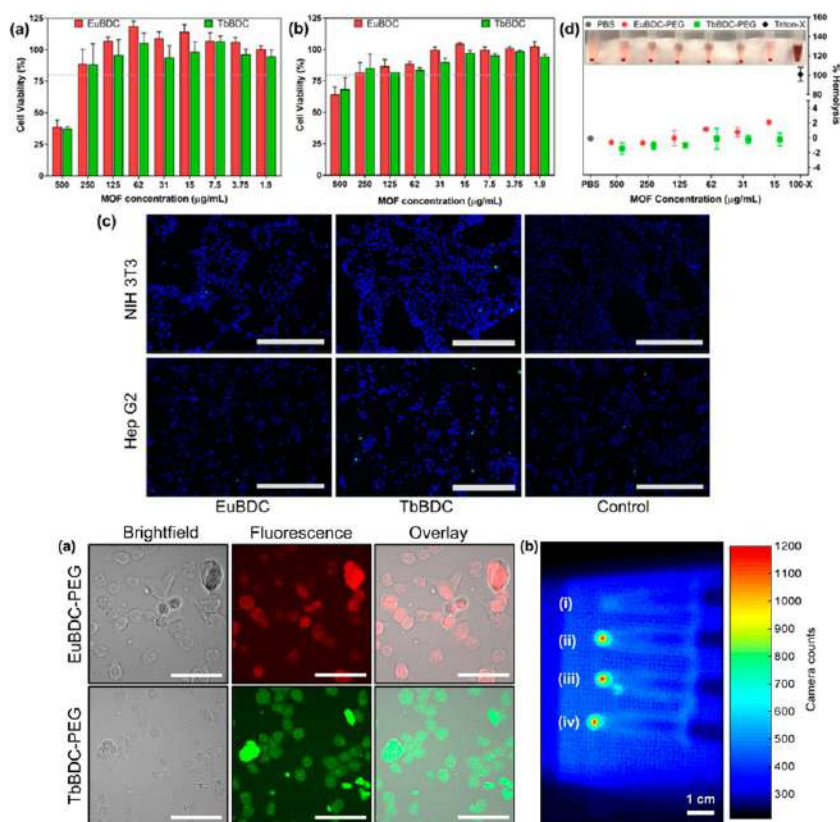 (a)
EuBDC
TbBDC
125
100
75
50
25
0
Cell Viability (%)
500 250 125 62 31 15 7.5 3.75 1.9
MOF concentration (µg/mL)
(b)
EuBDC
TbBDC
125
100
75
50
25
0
Cell Viability (%)
500 250 125 62 31 15 7.5 3.75 1.9
MOF concentration (µg/mL)
(d)
PBS EuBDC-PEG TbBDC-PEG Triton-X
160
140
120
100
80
4
2
0
-2
-4
% Hemolysis
PBS 500 250 125 62 31 15 100-X
MOF Concentration (µg/mL)
(c)
NIH 3T3
Hep G2
EuBDC TbBDC Control
(a)
Brightfield Fluorescence Overlay
EuBDC-PEG
TbBDC-PEG
(b)
(i)
(ii)
(iii)
(iv)
1 cm
1200
1100
1000
900
800
700
600
500
400
300
Camera counts